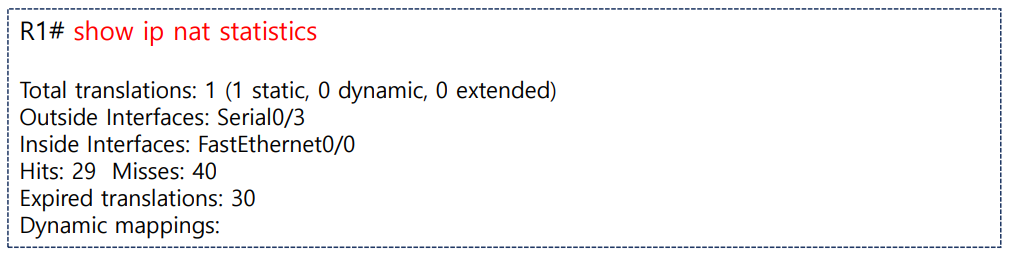 R1# show ip nat statistics
Total translations: 1 (1 static, 0 dynamic, 0 extended)
Outside Interfaces: Serial0/3
Inside Interfaces: FastEthernet0/0
Hits: 29  Misses: 40
Expired translations: 30
Dynamic mappings: